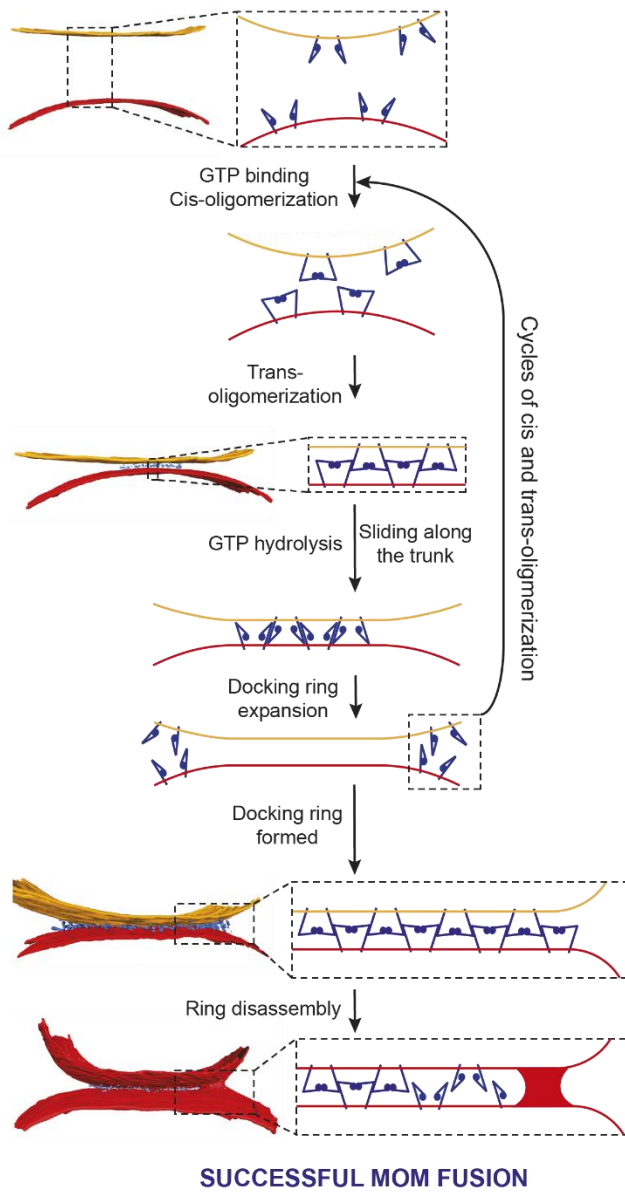 GTP binding
Cis-oligomerization
Trans-
oligomerization
GTP hydrolysis
Sliding along
the trunk
Docking ring
expansion
Cycles of cis and trans-oligmerization
Docking ring
formed
Ring disassembly
SUCCESSFUL MOM FUSION